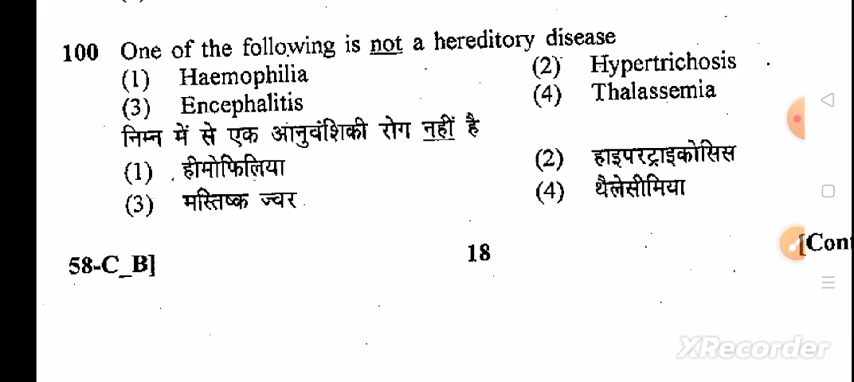 100 One of the following is not a hereditory disease
(1) Haemophilia (2) Hypertrichosis
(3) Encephalitis (4) Thalassemia
निम्न में से एक आनुवंशिकी रोग नहीं है
(1) हीमोफिलिया (2) हाइपरट्राइकोसिस
(3) मस्तिष्क ज्वर (4) थैलेसीमिया
58-C_B] 18 [Con
XRecorder